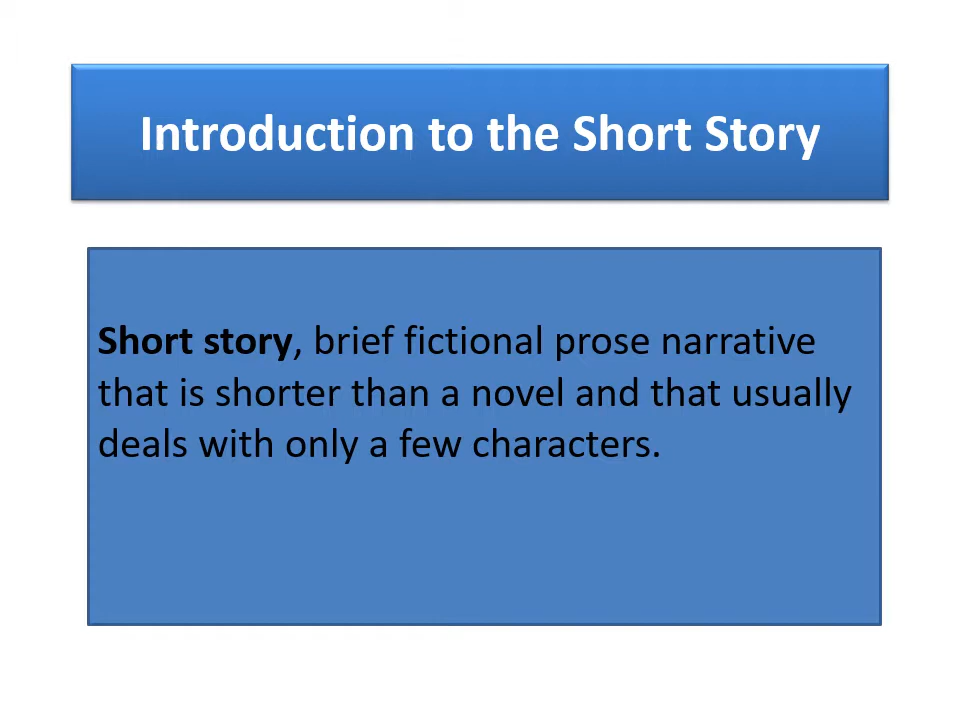 Introduction to the Short Story
Short story, brief fictional prose narrative
that is shorter than a novel and that usually
deals with only a few characters.